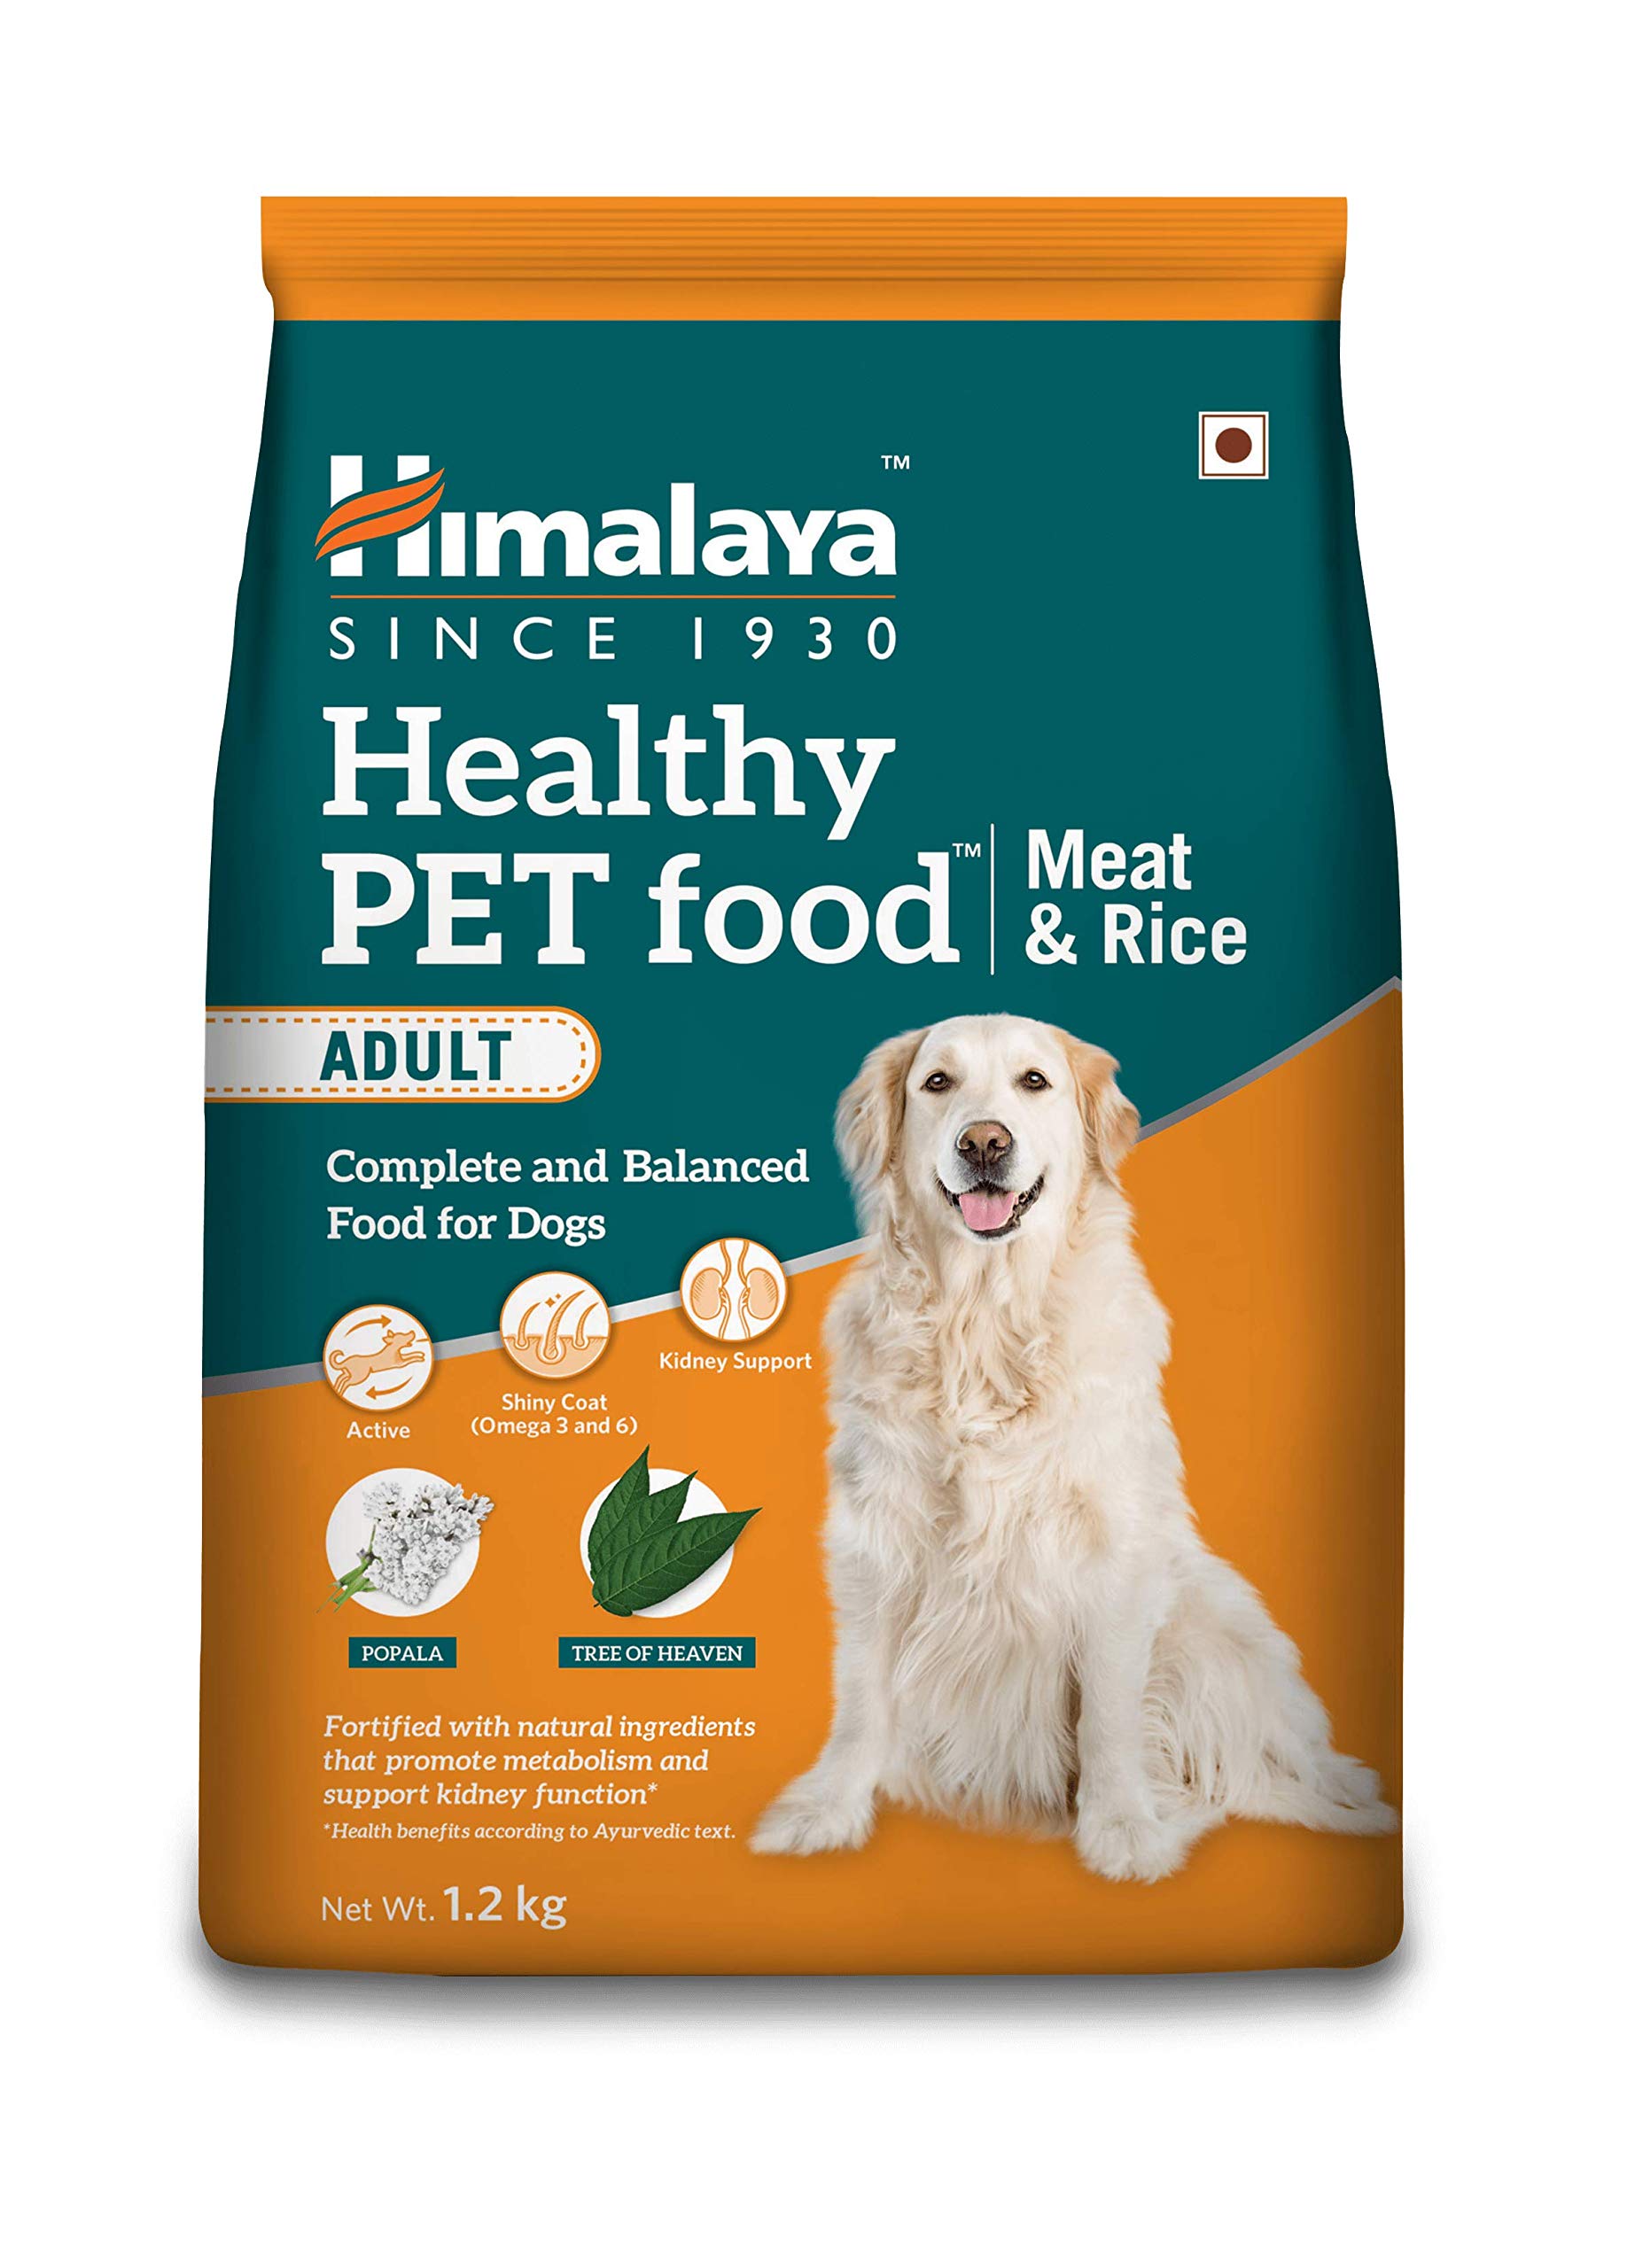 Himalaya™
SINCE 1930
Healthy
PET food™
Meat
& Rice
ADULT
Complete and Balanced
Food for Dogs
Active
Shiny Coat
(Omega 3 and 6)
Kidney Support
POPALA
TREE OF HEAVEN
Fortified with natural ingredients
that promote metabolism and
support kidney function*
*Health benefits according to Ayurvedic text.
Net Wt. 1.2 kg